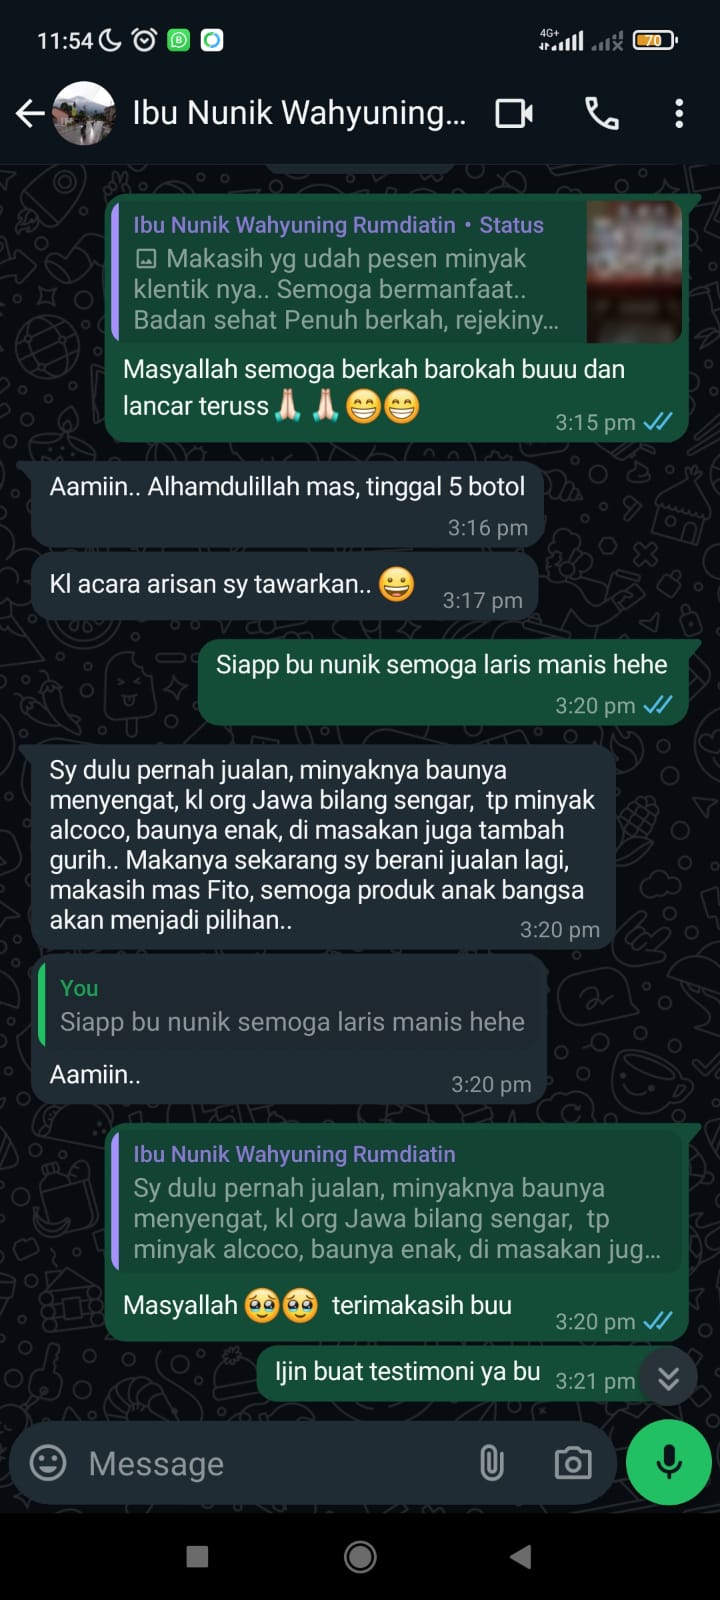 11:54
4G+
70
Ibu Nunik Wahyuning...
Ibu Nunik Wahyuning Rumdiatin • Status
Makasih yg udah pesen minyak
klentik nya.. Semoga bermanfaat..
Badan sehat Penuh berkah, rejekiny...
Masyallah semoga berkah barokah buuu dan
lancar teruss🙏🏻 🙏🏻😁😁
3:15 pm
Aamiin.. Alhamdulillah mas, tinggal 5 botol
3:16 pm
Kl acara arisan sy tawarkan..😀
3:17 pm
Siapp bu nunik semoga laris manis hehe
3:20 pm
Sy dulu pernah jualan, minyaknya baunya
menyengat, kl org Jawa bilang sengar,  tp minyak
alcoco, baunya enak, di masakan juga tambah
gurih.. Makanya sekarang sy berani jualan lagi,
makasih mas Fito, semoga produk anak bangsa
akan menjadi pilihan..
3:20 pm
You
Siapp bu nunik semoga laris manis hehe
Aamiin..
3:20 pm
Ibu Nunik Wahyuning Rumdiatin
Sy dulu pernah jualan, minyaknya baunya
menyengat, kl org Jawa bilang sengar,  tp
minyak alcoco, baunya enak, di masakan jug...
Masyallah 🥹🥹  terimakasih buu
3:20 pm
Ijin buat testimoni ya bu
3:21 pm
Message